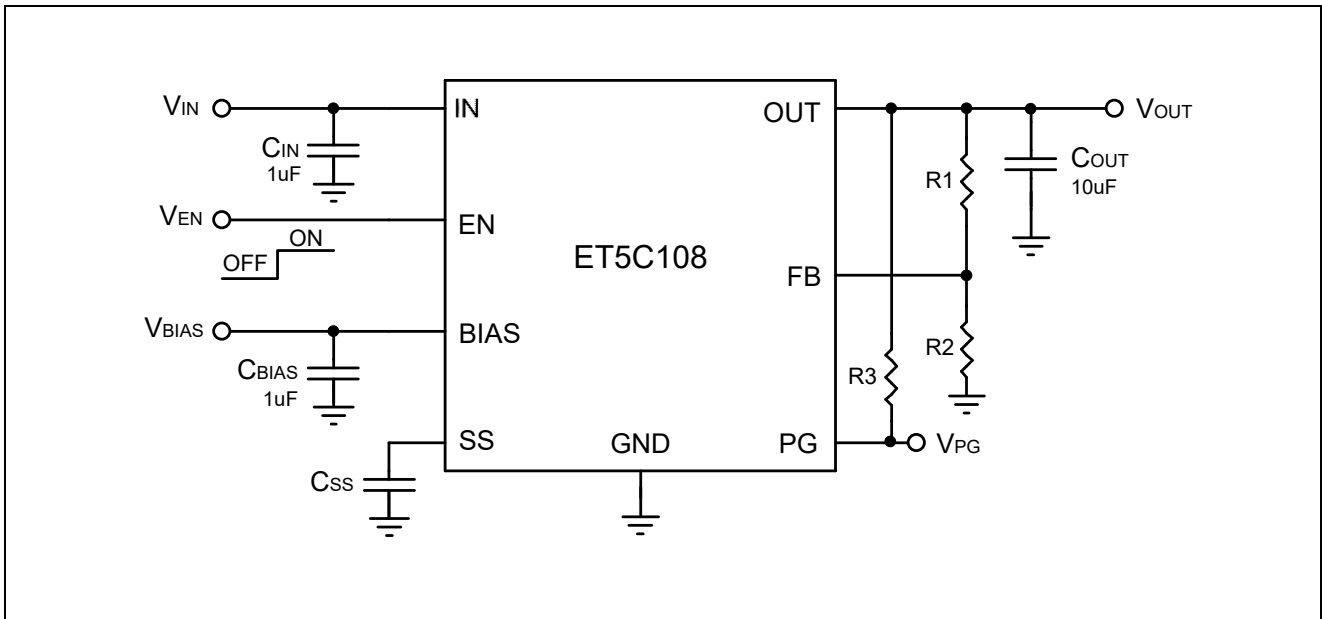 VIN
IN
OUT
VOUT
CIN
1uF
R1
COUT
10uF
VEN
EN
ON
OFF
ET5C108
FB
VBIAS
BIAS
CBIAS
1uF
R2
R3
SS
GND
PG
VPG
CSS